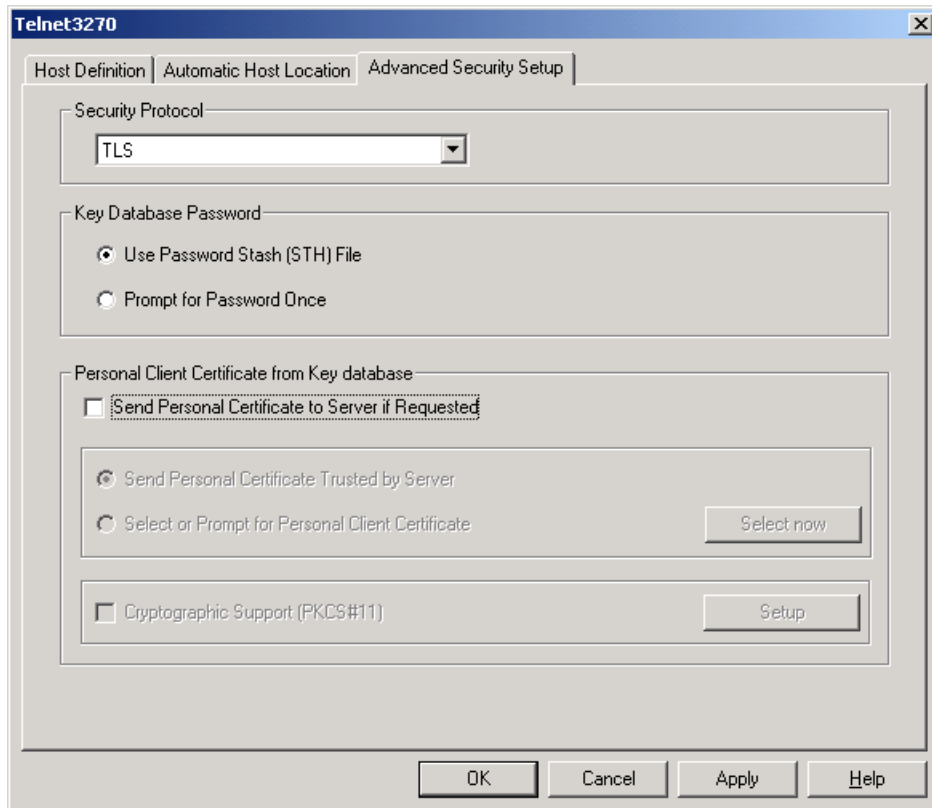 Telnet3270
Host Definition Automatic Host Location Advanced Security Setup
Security Protocol
TLS
Key Database Password
Use Password Stash (STH) File
Prompt for Password Once
Personal Client Certificate from Key database
Send Personal Certificate to Server if Requested
Send Personal Certificate Trusted by Server
Select or Prompt for Personal Client Certificate Select now
Cryptographic Support (PKCS#11) Setup
OK Cancel Apply Help